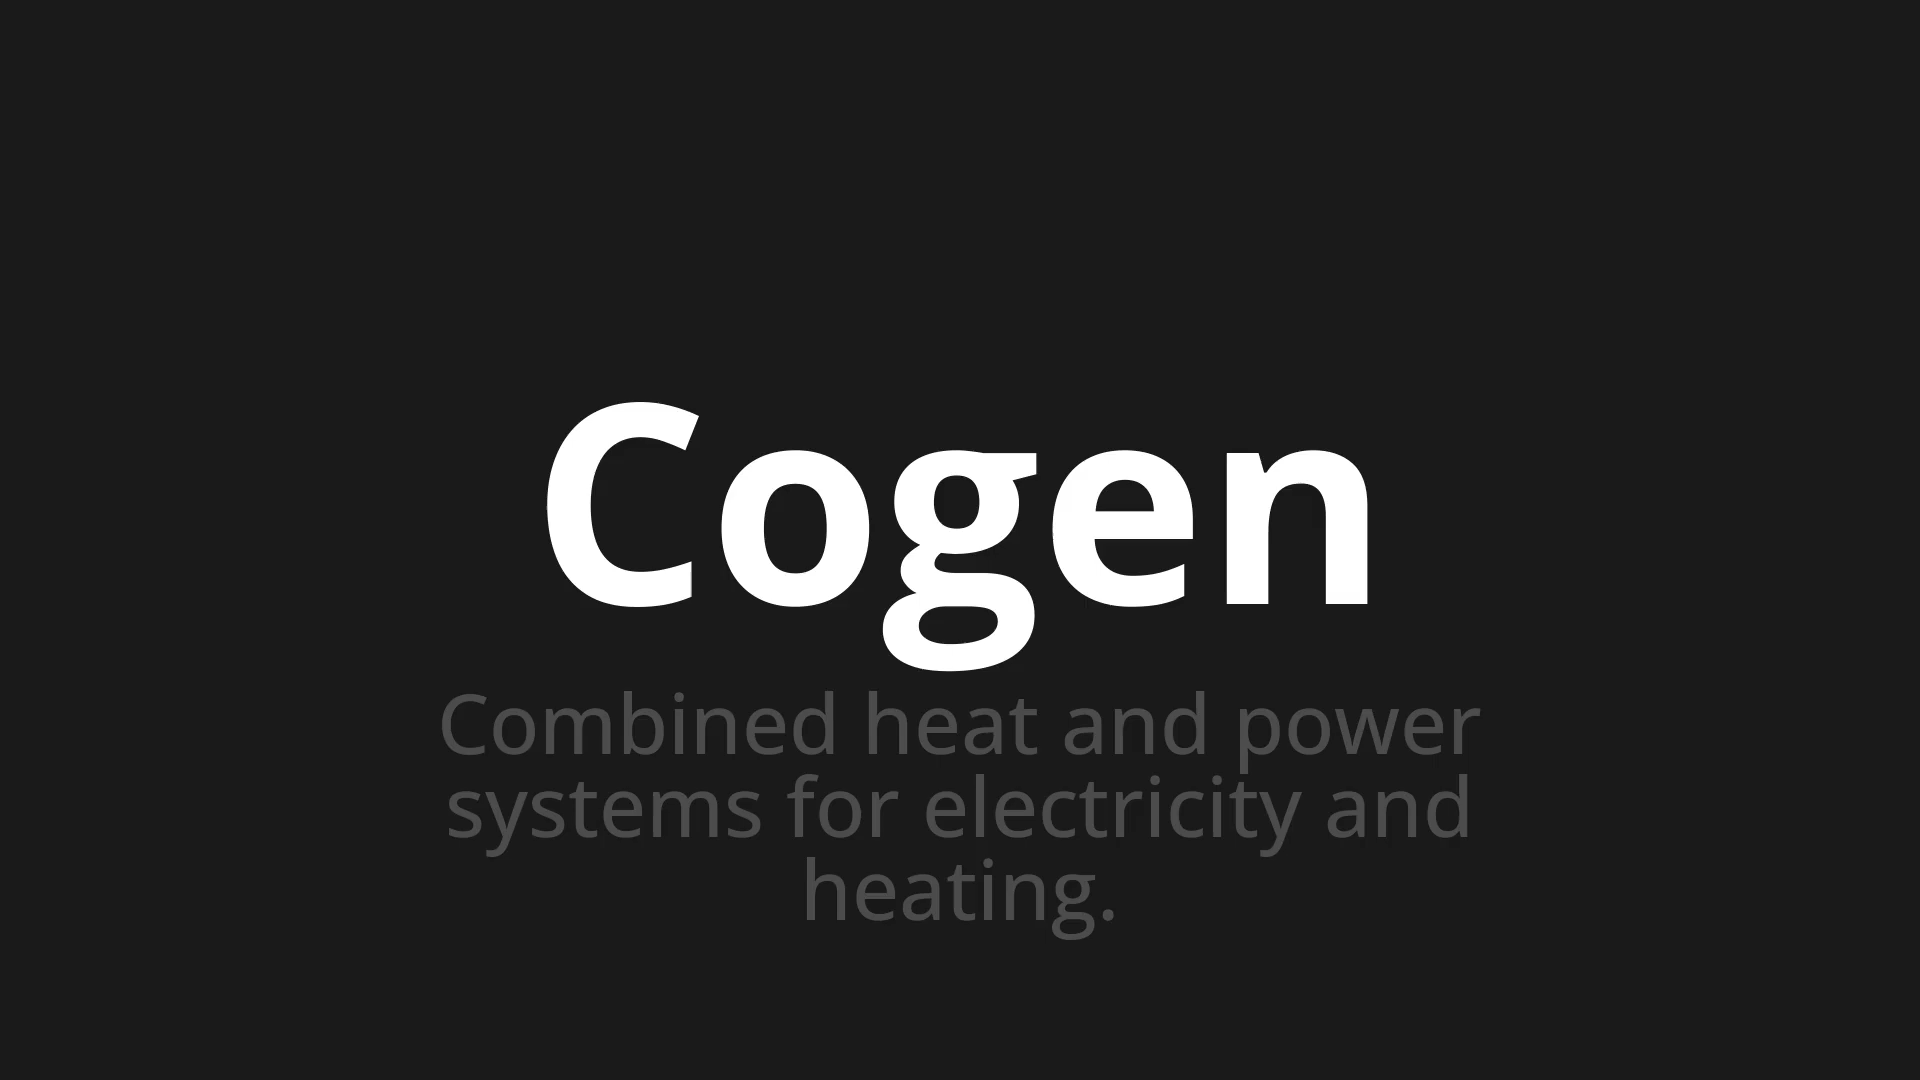 Cogen
Combined heat and power
systems for electricity and
heating.